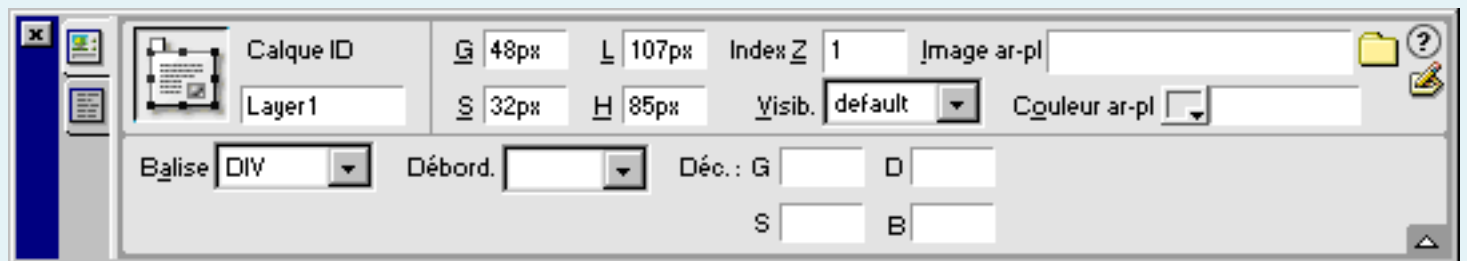 Calque ID G 48px L 107px Index Z 1 Image ar-pl
Layer1 S 32px H 85px Visib. default Couleur ar-pl
Balise DIV Débord. Déc. : G D
S B